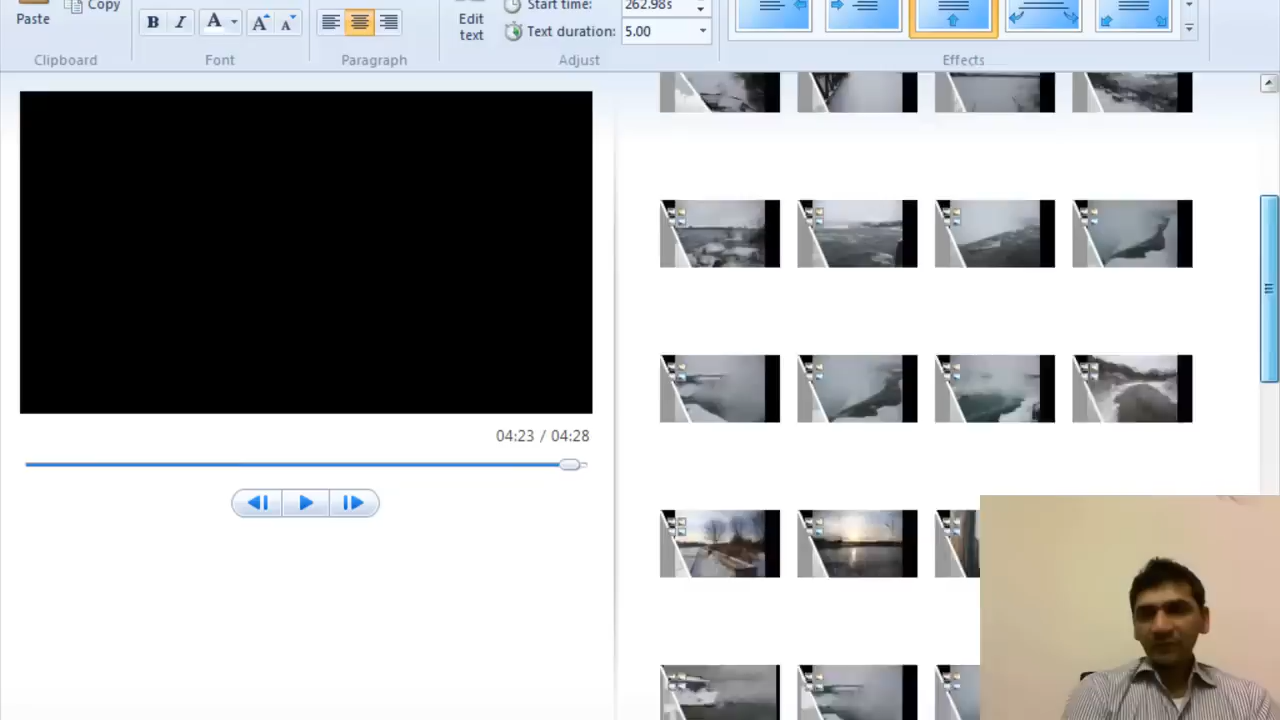 Paste
Copy
Clipboard
B I A A A
Font
Paragraph
Edit
text
Start time: 262.98s
Text duration: 5.00
Adjust
Effects
04:23 / 04:28